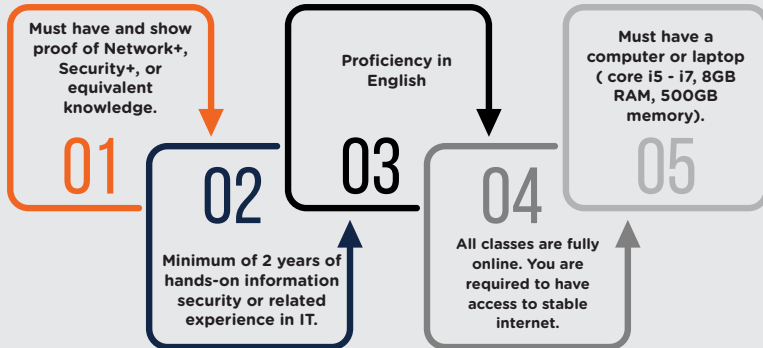 Must have and show
proof of Network+,
Security+, or
equivalent
knowledge.
01
02
Minimum of 2 years of
hands-on information
security or related
experience in IT.
Proficiency in
English
03
04
All classes are fully
online. You are
required to have
access to stable
internet.
Must have a
computer or laptop
( core i5 - i7, 8GB
RAM, 500GB
memory).
05